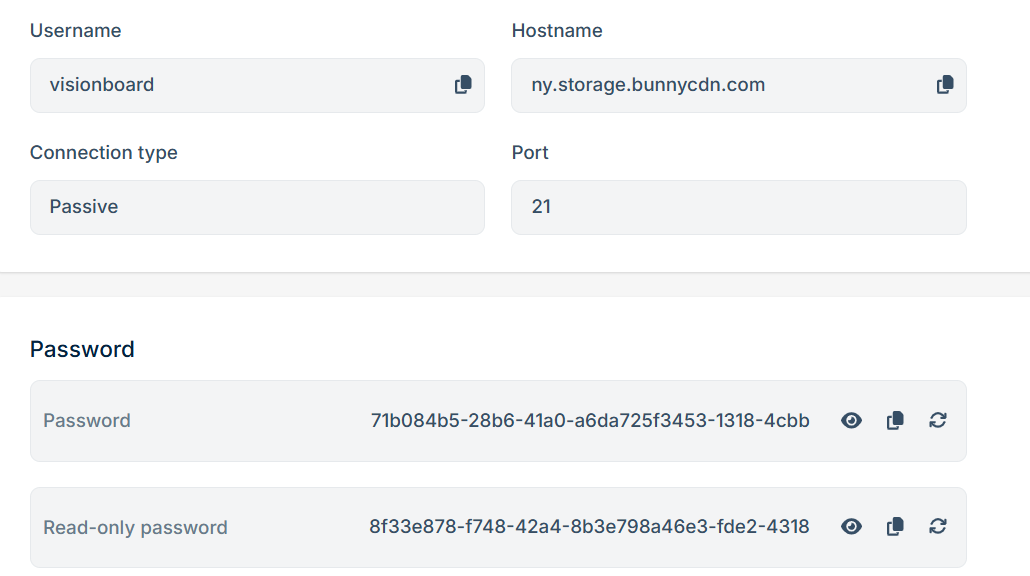 Username
Hostname
visionboard
ny.storage.bunnycdn.com
Connection type
Port
Passive
21
Password
Password
71b084b5-28b6-41a0-a6da725f3453-1318-4cbb
Read-only password
8f33e878-f748-42a4-8b3e798a46e3-fde2-4318